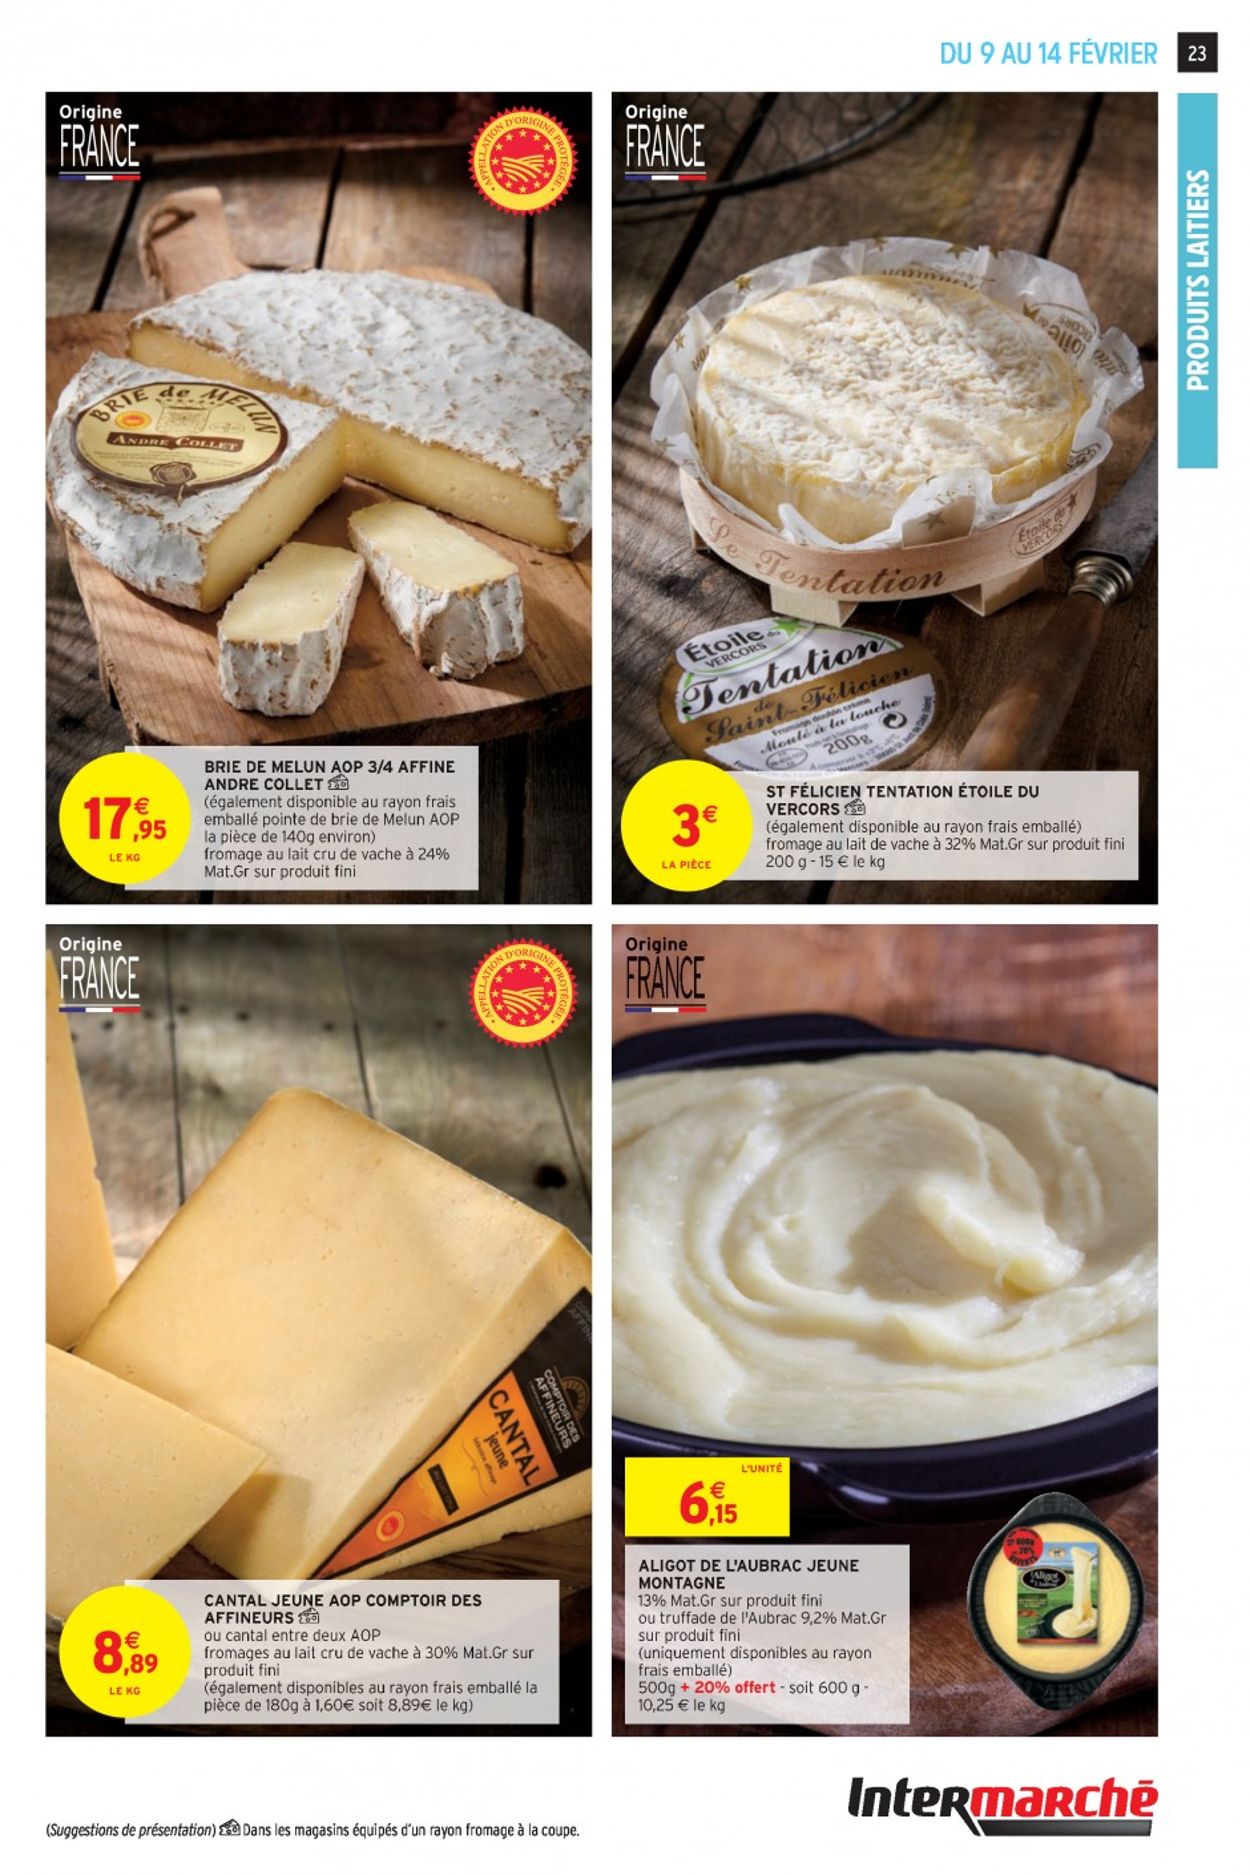 DU 9 AU 14 FÉVRIER
23
PRODUITS LAITIERS
Origine
FRANCE
APPELLATION D'ORIGINE PROTÉGÉE
BRIE de MELUN
ANDRE COLLET
17€,95
LE KG
BRIE DE MELUN AOP 3/4 AFFINE
ANDRE COLLET
(également disponible au rayon frais
emballé pointe de brie de Melun AOP
la pièce de 140g environ)
fromage au lait cru de vache à 24%
Mat.Gr sur produit fini
Origine
FRANCE
Le Tentation
Étoile du
VERCORS
Étoile du
VERCORS
Tentation
de
Saint-Félicien
Fromage double crème
Moulé à la louche
200g
3€
LA PIÈCE
ST FÉLICIEN TENTATION ÉTOILE DU
VERCORS
(également disponible au rayon frais emballé)
fromage au lait de vache à 32% Mat.Gr sur produit fini
200 g - 15 € le kg
Origine
FRANCE
APPELLATION D'ORIGINE PROTÉGÉE
COMPTOIR DES
AFFINEURS
CANTAL
jeune
8€,89
LE KG
CANTAL JEUNE AOP COMPTOIR DES
AFFINEURS
ou cantal entre deux AOP
fromages au lait cru de vache à 30% Mat.Gr sur
produit fini
(également disponibles au rayon frais emballé la
pièce de 180g à 1,60€ soit 8,89€ le kg)
Origine
FRANCE
L'UNITÉ
6€,15
ALIGOT DE L'AUBRAC JEUNE
MONTAGNE
13% Mat.Gr sur produit fini
ou truffade de l'Aubrac 9,2% Mat.Gr
sur produit fini
(uniquement disponibles au rayon
frais emballé)
500g + 20% offert - soit 600 g -
10,25 € le kg
Aligot
Intermarchē
(Suggestions de présentation) Dans les magasins équipés d'un rayon fromage à la coupe.